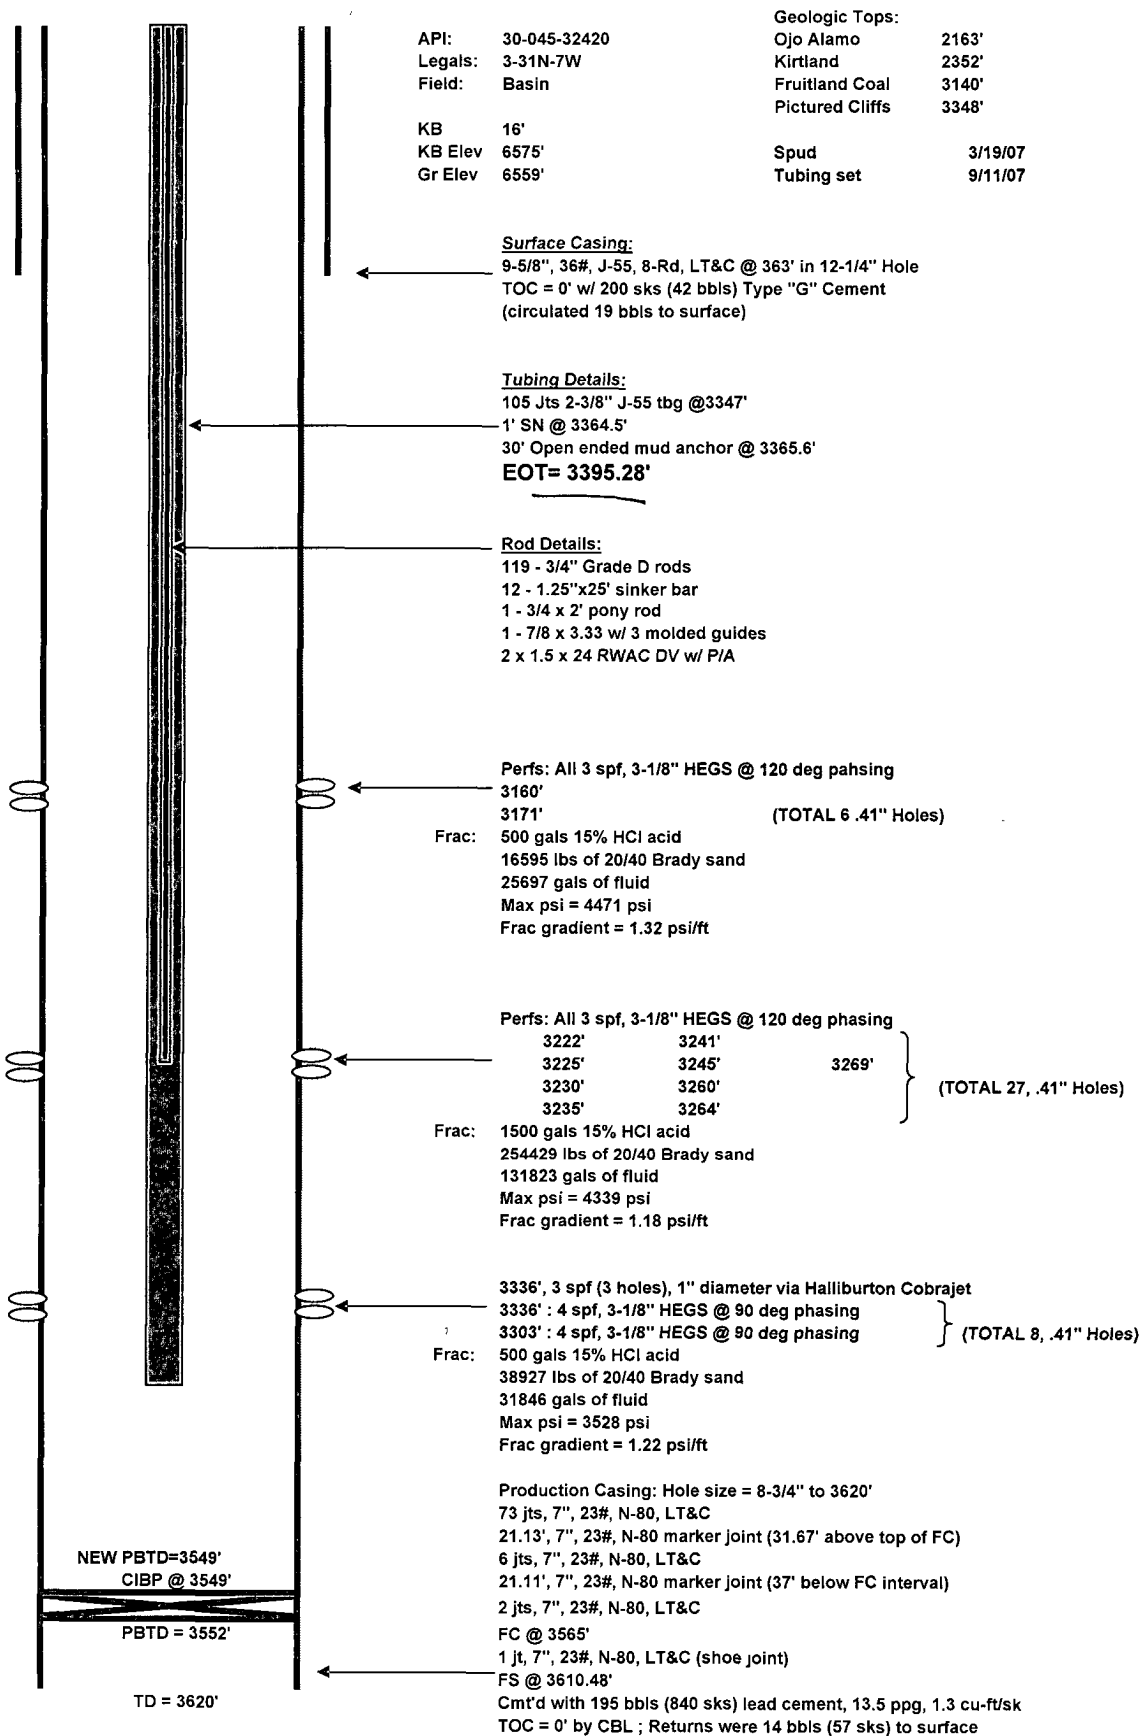 API: 30-045-32420
Legals: 3-31N-7W
Field: Basin
KB 16'
KB Elev 6575'
Gr Elev 6559'
Geologic Tops:
Ojo Alamo 2163'
Kirtland 2352'
Fruitland Coal 3140'
Pictured Cliffs 3348'
Spud 3/19/07
Tubing set 9/11/07
Surface Casing:
9-5/8", 36#, J-55, 8-Rd, LT&C @ 363' in 12-1/4" Hole
TOC = 0' w/ 200 sks (42 bbls) Type "G" Cement
(circulated 19 bbls to surface)
Tubing Details:
105 Jts 2-3/8" J-55 tbg @3347'
1' SN @ 3364.5'
30' Open ended mud anchor @ 3365.6'
EOT= 3395.28'
Rod Details:
119 - 3/4" Grade D rods
12 - 1.25"x25' sinker bar
1 - 3/4 x 2' pony rod
1 - 7/8 x 3.33 w/ 3 molded guides
2 x 1.5 x 24 RWAC DV w/ P/A
Perfs: All 3 spf, 3-1/8" HEGS @ 120 deg pahsing
3160'
3171' (TOTAL 6 .41" Holes)
Frac: 500 gals 15% HCl acid
16595 lbs of 20/40 Brady sand
25697 gals of fluid
Max psi = 4471 psi
Frac gradient = 1.32 psi/ft
Perfs: All 3 spf, 3-1/8" HEGS @ 120 deg phasing
3222' 3241'
3225' 3245' 3269'
3230' 3260'
3235' 3264'
(TOTAL 27, .41" Holes)
Frac: 1500 gals 15% HCl acid
254429 lbs of 20/40 Brady sand
131823 gals of fluid
Max psi = 4339 psi
Frac gradient = 1.18 psi/ft
3336', 3 spf (3 holes), 1" diameter via Halliburton Cobrajet
3336' : 4 spf, 3-1/8" HEGS @ 90 deg phasing
3303' : 4 spf, 3-1/8" HEGS @ 90 deg phasing
(TOTAL 8, .41" Holes)
Frac: 500 gals 15% HCl acid
38927 lbs of 20/40 Brady sand
31846 gals of fluid
Max psi = 3528 psi
Frac gradient = 1.22 psi/ft
Production Casing: Hole size = 8-3/4" to 3620'
73 jts, 7", 23#, N-80, LT&C
21.13', 7", 23#, N-80 marker joint (31.67' above top of FC)
6 jts, 7", 23#, N-80, LT&C
21.11', 7", 23#, N-80 marker joint (37' below FC interval)
2 jts, 7", 23#, N-80, LT&C
FC @ 3565'
1 jt, 7", 23#, N-80, LT&C (shoe joint)
FS @ 3610.48'
Cmt'd with 195 bbls (840 sks) lead cement, 13.5 ppg, 1.3 cu-ft/sk
TOC = 0' by CBL ; Returns were 14 bbls (57 sks) to surface
NEW PBTD=3549'
CIBP @ 3549'
PBTD = 3552'
TD = 3620'